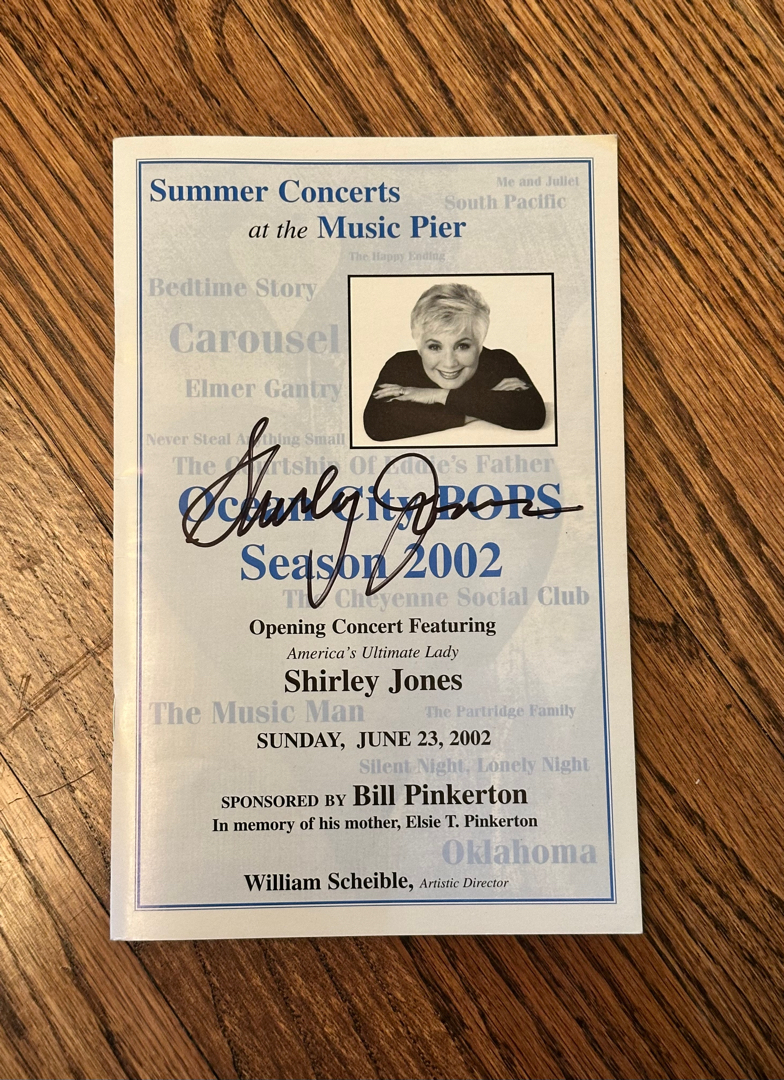 Summer Concerts
at the Music Pier
Me and Juliet
South Pacific
The Happy Ending
Bedtime Story
Carousel
Elmer Gantry
Never Steal Anything Small
The Courtship Of Eddie's Father
Shirley Jones
Ocean City POPS
Season 2002
The Cheyenne Social Club
Opening Concert Featuring
America's Ultimate Lady
Shirley Jones
The Music Man
The Partridge Family
SUNDAY, JUNE 23, 2002
Silent Night, Lonely Night
SPONSORED BY Bill Pinkerton
In memory of his mother, Elsie T. Pinkerton
Oklahoma
William Scheible, Artistic Director